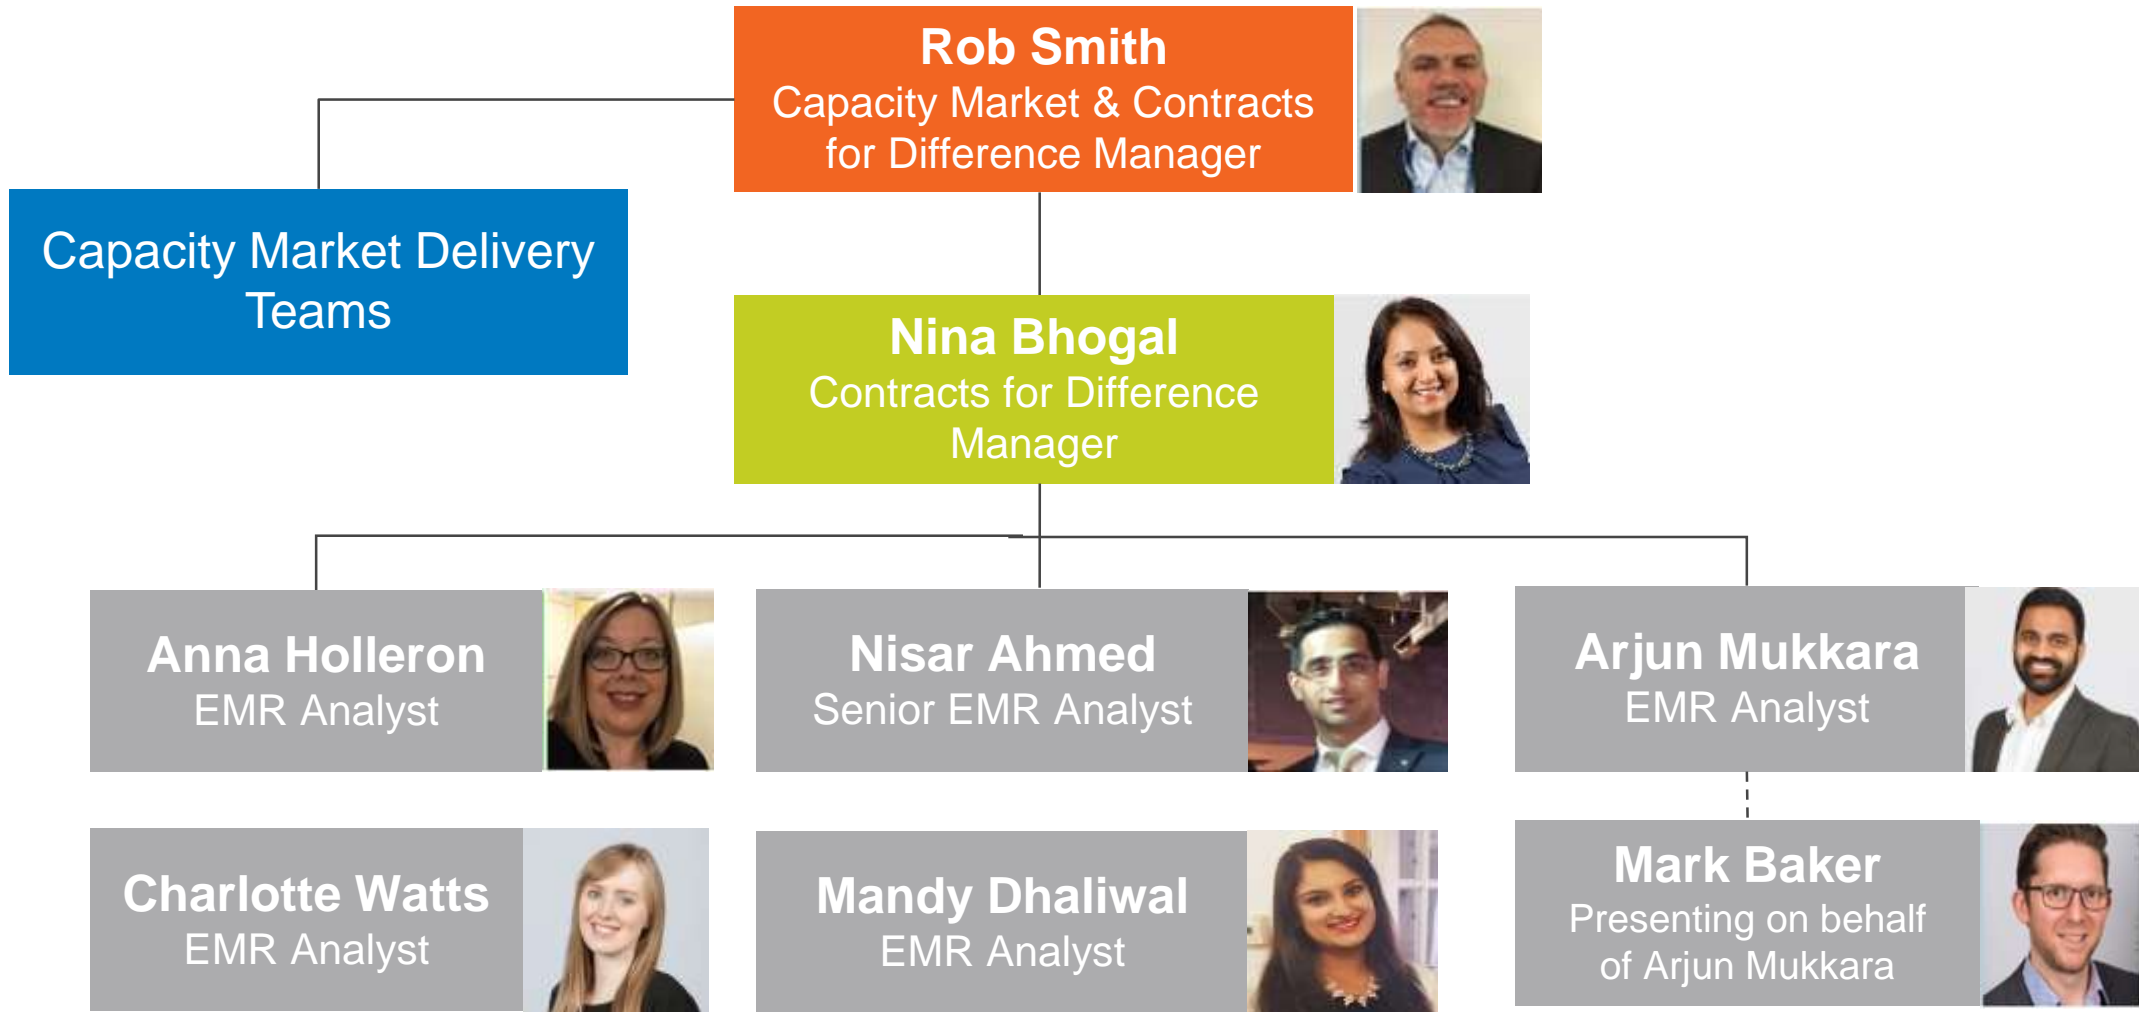 Rob Smith
Capacity Market & Contracts
for Difference Manager
Capacity Market Delivery
Teams
Nina Bhogal
Contracts for Difference
Manager
Anna Holleron
EMR Analyst
Nisar Ahmed
Senior EMR Analyst
Arjun Mukkara
EMR Analyst
Charlotte Watts
EMR Analyst
Mandy Dhaliwal
EMR Analyst
Mark Baker
Presenting on behalf
of Arjun Mukkara